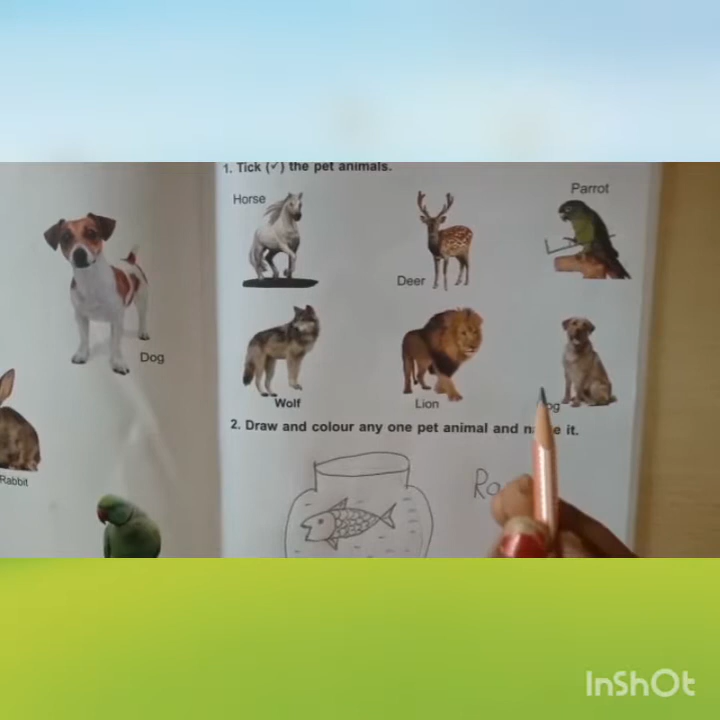 Dog
Rabbit
1. Tick (✓) the pet animals.
Horse
Parrot
Deer
Wolf
Lion
2. Draw and colour any one pet animal and it.
InShOt